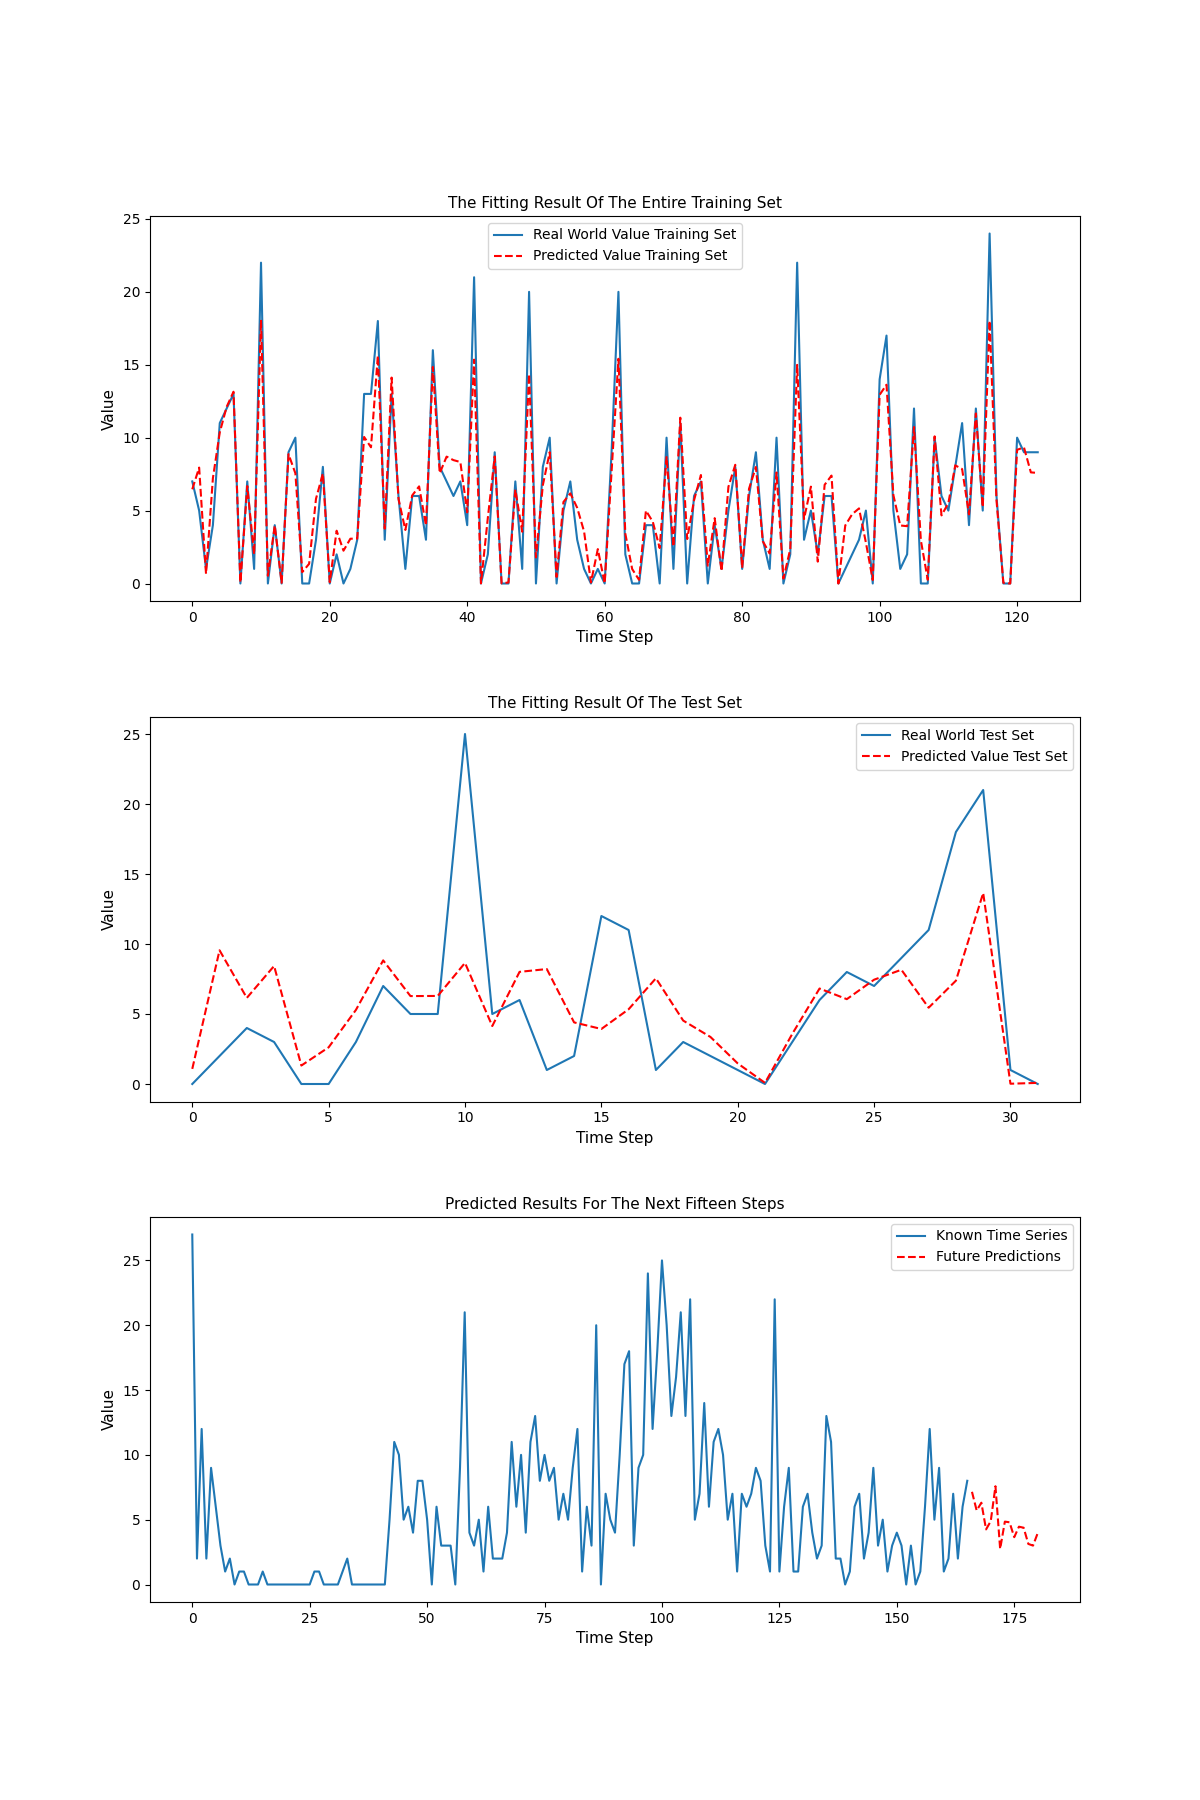 The Fitting Result Of The Entire Training Set
25
20
15
10
5
0
Value
Real World Value Training Set
Predicted Value Training Set
0 20 40 60 80 100 120
Time Step
The Fitting Result Of The Test Set
25
20
15
10
5
0
Value
Real World Test Set
Predicted Value Test Set
0 5 10 15 20 25 30
Time Step
Predicted Results For The Next Fifteen Steps
25
20
15
10
5
0
Value
Known Time Series
Future Predictions
0 25 50 75 100 125 150 175
Time Step